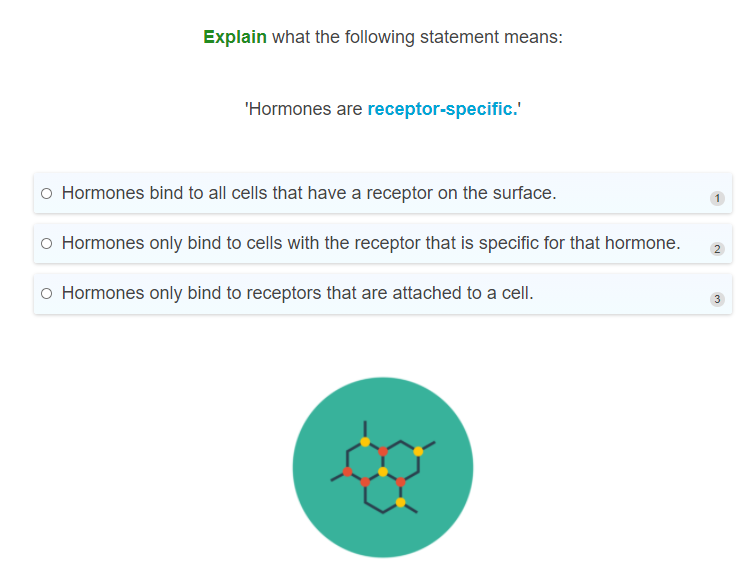 Explain what the following statement means:
'Hormones are receptor-specific.'
Hormones bind to all cells that have a receptor on the surface.
1
Hormones only bind to cells with the receptor that is specific for that hormone.
2
Hormones only bind to receptors that are attached to a cell.
3